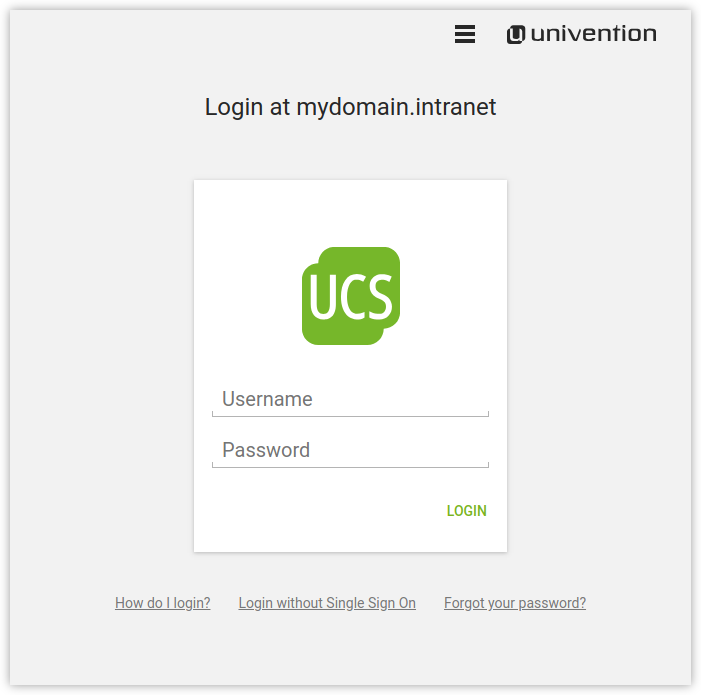 univention
Login at mydomain.intranet
UCS
Username
Password
LOGIN
How do I login? Login without Single Sign On Forgot your password?